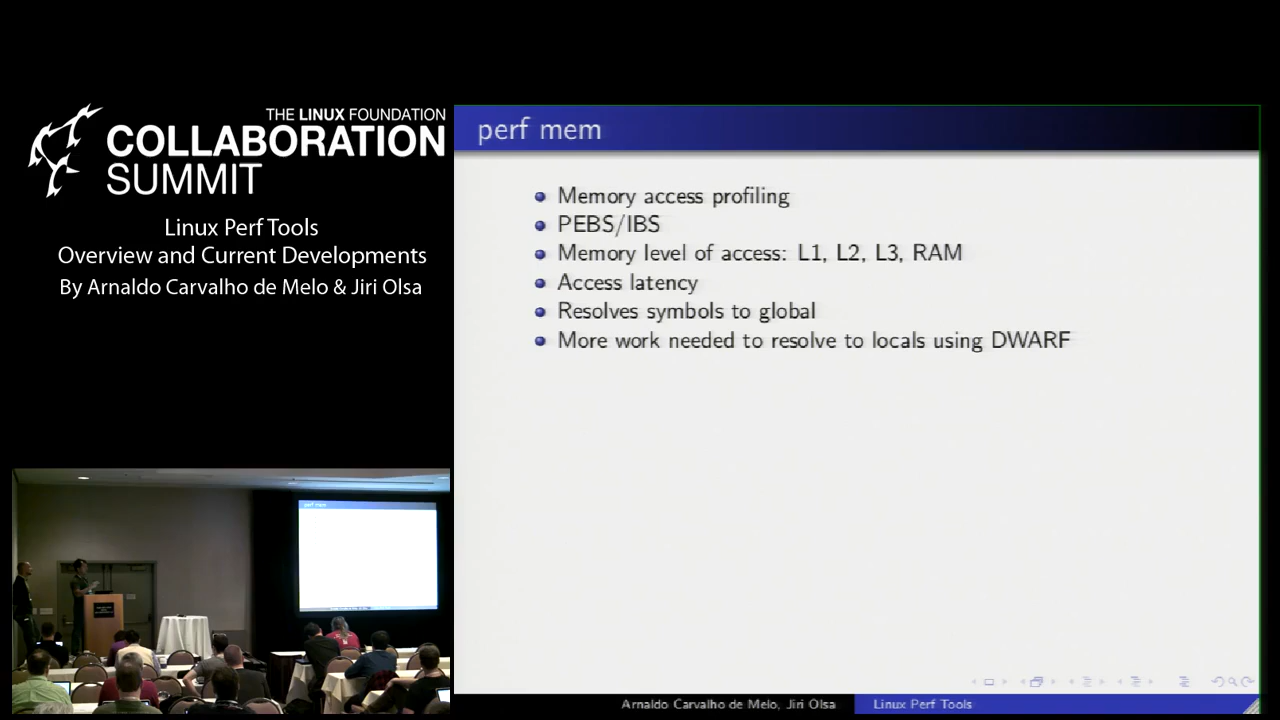 THE LINUX FOUNDATION
COLLABORATION
SUMMIT
Linux Perf Tools
Overview and Current Developments
By Arnaldo Carvalho de Melo & Jiri Olsa
perf mem
Memory access profiling
PEBS/IBS
Memory level of access: L1, L2, L3, RAM
Access latency
Resolves symbols to global
More work needed to resolve to locals using DWARF
Arnaldo Carvalho de Melo, Jiri Olsa
Linux Perf Tools
perf mem